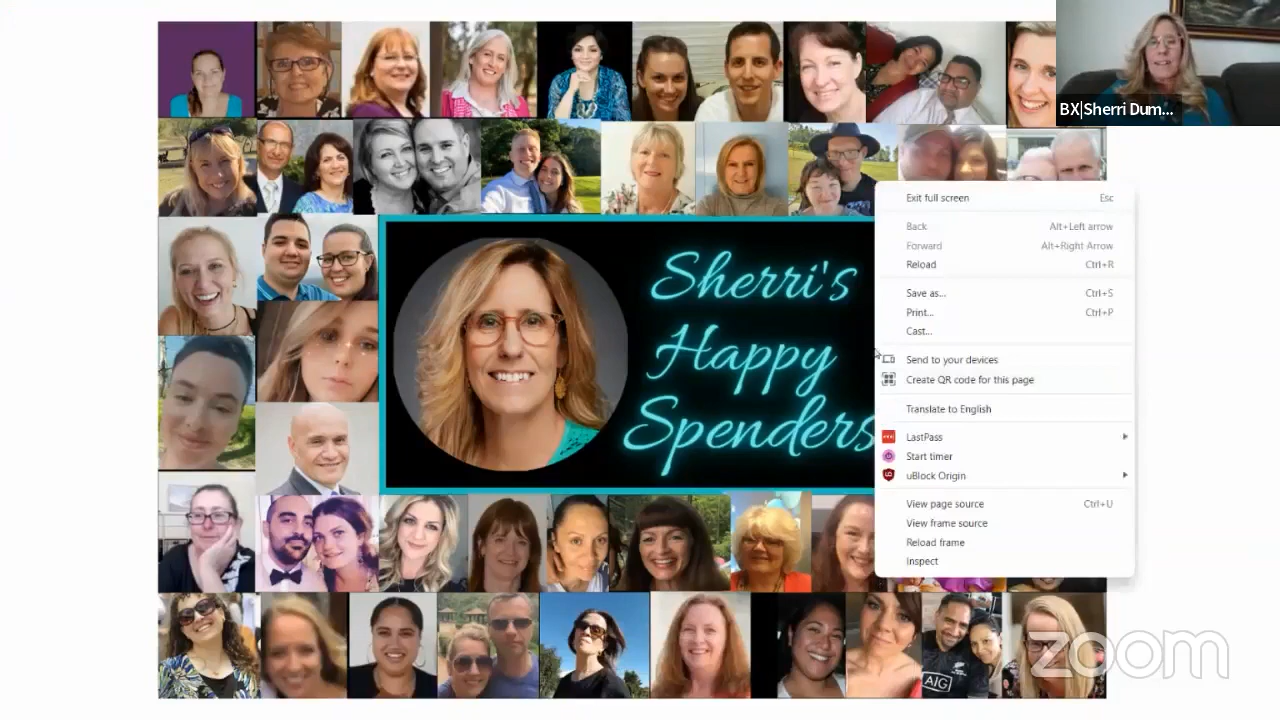 BX|Sherri Dum...
Sherri's
Happy
Spenders
Exit full screen Esc
Back Alt+Left arrow
Forward Alt+Right Arrow
Reload Ctrl+R
Save as... Ctrl+S
Print... Ctrl+P
Cast...
Send to your devices
Create QR code for this page
Translate to English
LastPass
Start timer
uBlock Origin
View page source Ctrl+U
View frame source
Reload frame
Inspect
AIG
zoom